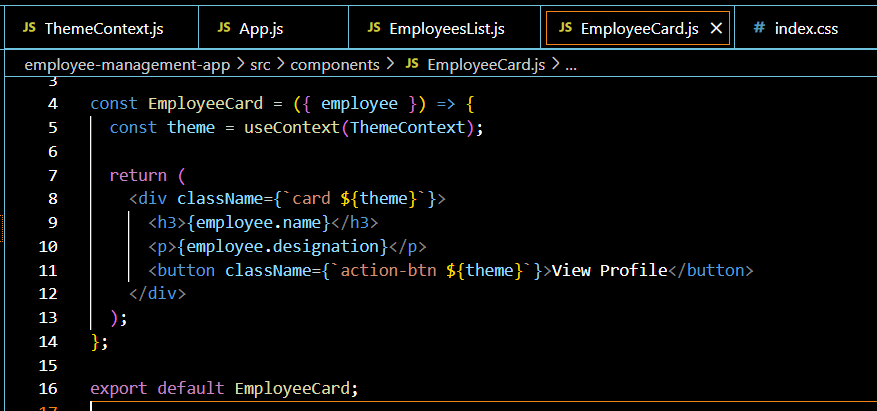 JS ThemeContext.js JS App.js JS EmployeesList.js JS EmployeeCard.js × # index.css
employee-management-app > src > components > JS EmployeeCard.js > ...
3
4 const EmployeeCard = ({ employee }) => {
5 const theme = useContext(ThemeContext);
6
7 return (
8 <div className={`card ${theme}`}>
9 <h3>{employee.name}</h3>
10 <p>{employee.designation}</p>
11 <button className={`action-btn ${theme}`}>View Profile</button>
12 </div>
13 );
14 };
15
16 export default EmployeeCard;
17